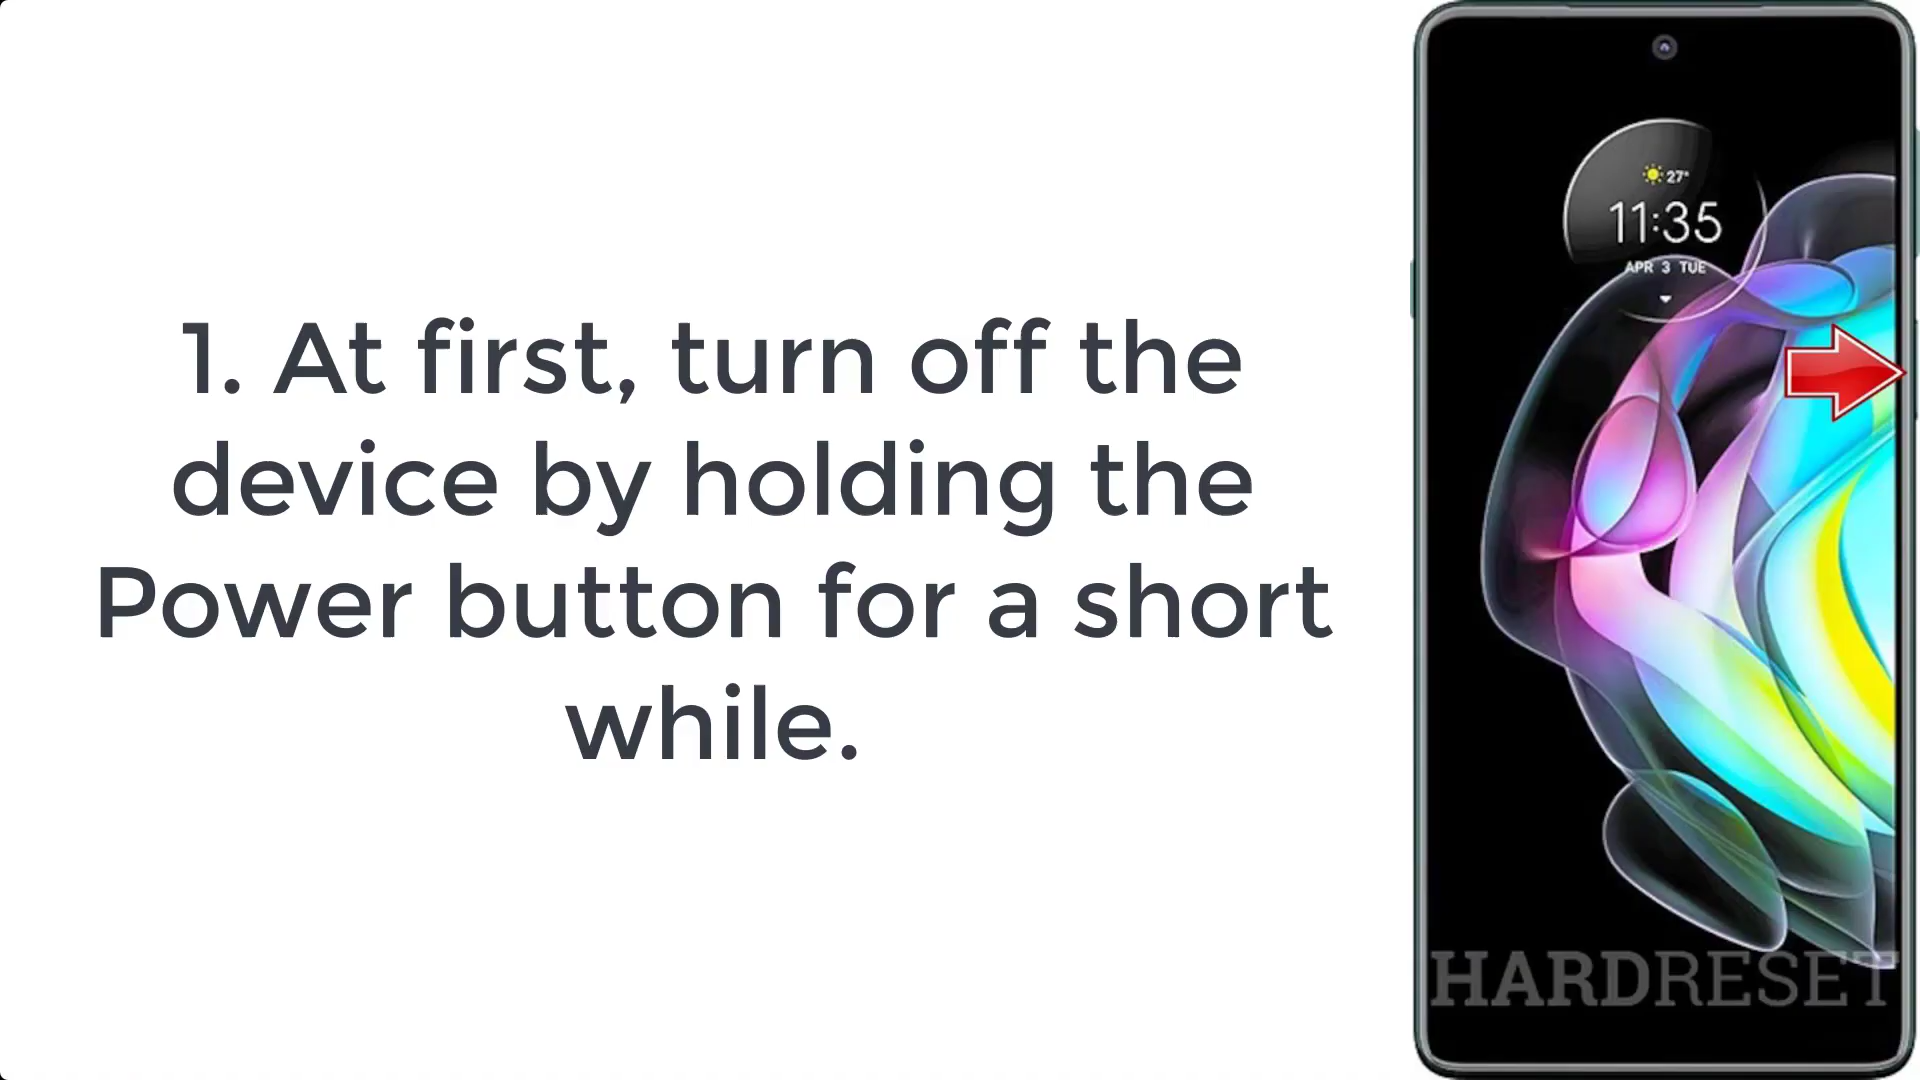 1. At first, turn off the
device by holding the
Power button for a short
while.
27°
11:35
APR 3 TUE
HARDRESET